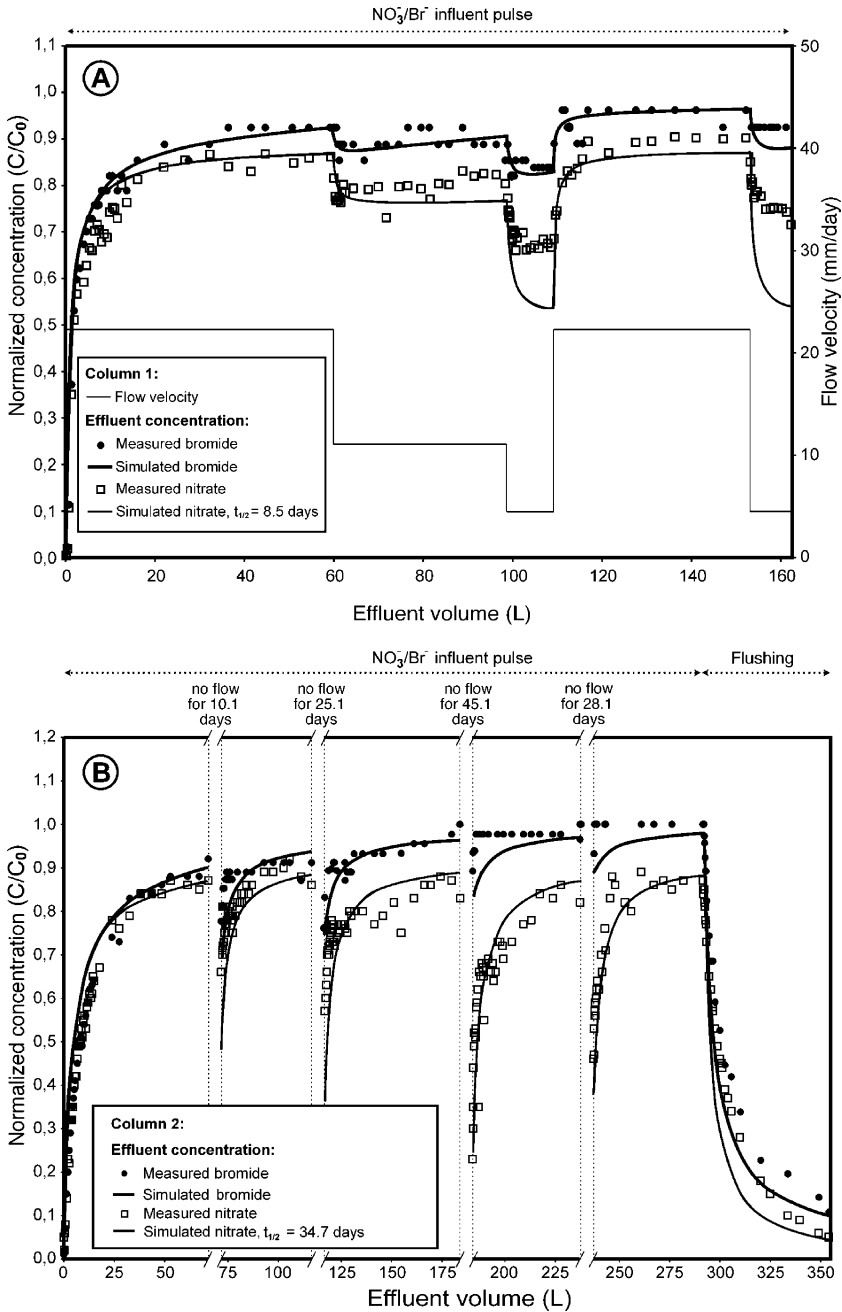 NO₃⁻/Br⁻ influent pulse
A
Normalized concentration (C/C₀)
1,1
1,0
0,9
0,8
0,7
0,6
0,5
0,4
0,3
0,2
0,1
0,0
50
40
30
20
10
0
Flow velocity (mm/day)
Column 1:
Flow velocity
Effluent concentration:
Measured bromide
Simulated bromide
Measured nitrate
Simulated nitrate, t₁/₂ = 8.5 days
0 20 40 60 80 100 120 140 160
Effluent volume (L)
NO₃⁻/Br⁻ influent pulse Flushing
no flow for 10.1 days
no flow for 25.1 days
no flow for 45.1 days
no flow for 28.1 days
B
Normalized concentration (C/C₀)
1,2
1,1
1,0
0,9
0,8
0,7
0,6
0,5
0,4
0,3
0,2
0,1
0,0
Column 2:
Effluent concentration:
Measured bromide
Simulated bromide
Measured nitrate
Simulated nitrate, t₁/₂ = 34.7 days
0 25 50 75 100 125 150 175 200 225 250 275 300 325 350
Effluent volume (L)